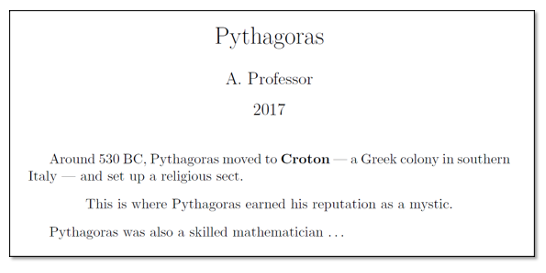 Pythagoras
A. Professor
2017
Around 530 BC, Pythagoras moved to Croton — a Greek colony in southern
Italy — and set up a religious sect.
This is where Pythagoras earned his reputation as a mystic.
Pythagoras was also a skilled mathematician . . .